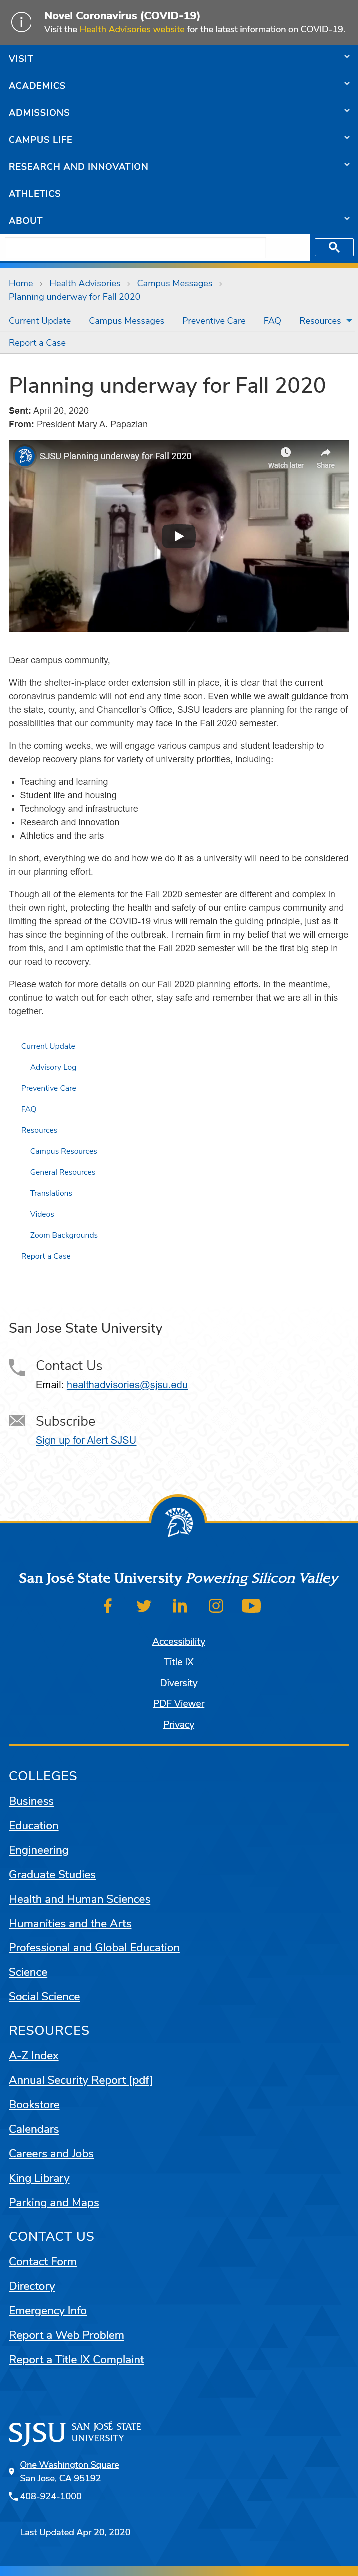 Novel Coronavirus (COVID-19)
Visit the Health Advisories website for the latest information on COVID-19.
VISIT
ACADEMICS
ADMISSIONS
CAMPUS LIFE
RESEARCH AND INNOVATION
ATHLETICS
ABOUT
Home › Health Advisories › Campus Messages ›
Planning underway for Fall 2020
Current Update Campus Messages Preventive Care FAQ Resources
Report a Case
Planning underway for Fall 2020
Sent: April 20, 2020
From: President Mary A. Papazian
SJSU Planning underway for Fall 2020
Watch later Share
Dear campus community,
With the shelter-in-place order extension still in place, it is clear that the current
coronavirus pandemic will not end any time soon. Even while we await guidance from
the state, county, and Chancellor's Office, SJSU leaders are planning for the range of
possibilities that our community may face in the Fall 2020 semester.
In the coming weeks, we will engage various campus and student leadership to
develop recovery plans for variety of university priorities, including:
• Teaching and learning
• Student life and housing
• Technology and infrastructure
• Research and innovation
• Athletics and the arts
In short, everything we do and how we do it as a university will need to be considered
in our planning effort.
Though all of the elements for the Fall 2020 semester are different and complex in
their own right, protecting the health and safety of our entire campus community and
limiting the spread of the COVID-19 virus will remain the guiding principle, just as it
has since the beginning of the outbreak. I remain firm in my belief that we will emerge
from this, and I am optimistic that the Fall 2020 semester will be the first big step in
our road to recovery.
Please watch for more details on our Fall 2020 planning efforts. In the meantime,
continue to watch out for each other, stay safe and remember that we are all in this
together.
Current Update
Advisory Log
Preventive Care
FAQ
Resources
Campus Resources
General Resources
Translations
Videos
Zoom Backgrounds
Report a Case
San Jose State University
Contact Us
Email: healthadvisories@sjsu.edu
Subscribe
Sign up for Alert SJSU
San José State University Powering Silicon Valley
Accessibility
Title IX
Diversity
PDF Viewer
Privacy
COLLEGES
Business
Education
Engineering
Graduate Studies
Health and Human Sciences
Humanities and the Arts
Professional and Global Education
Science
Social Science
RESOURCES
A-Z Index
Annual Security Report [pdf]
Bookstore
Calendars
Careers and Jobs
King Library
Parking and Maps
CONTACT US
Contact Form
Directory
Emergency Info
Report a Web Problem
Report a Title IX Complaint
SJSU SAN JOSÉ STATE
UNIVERSITY
One Washington Square
San Jose, CA 95192
408-924-1000
Last Updated Apr 20, 2020